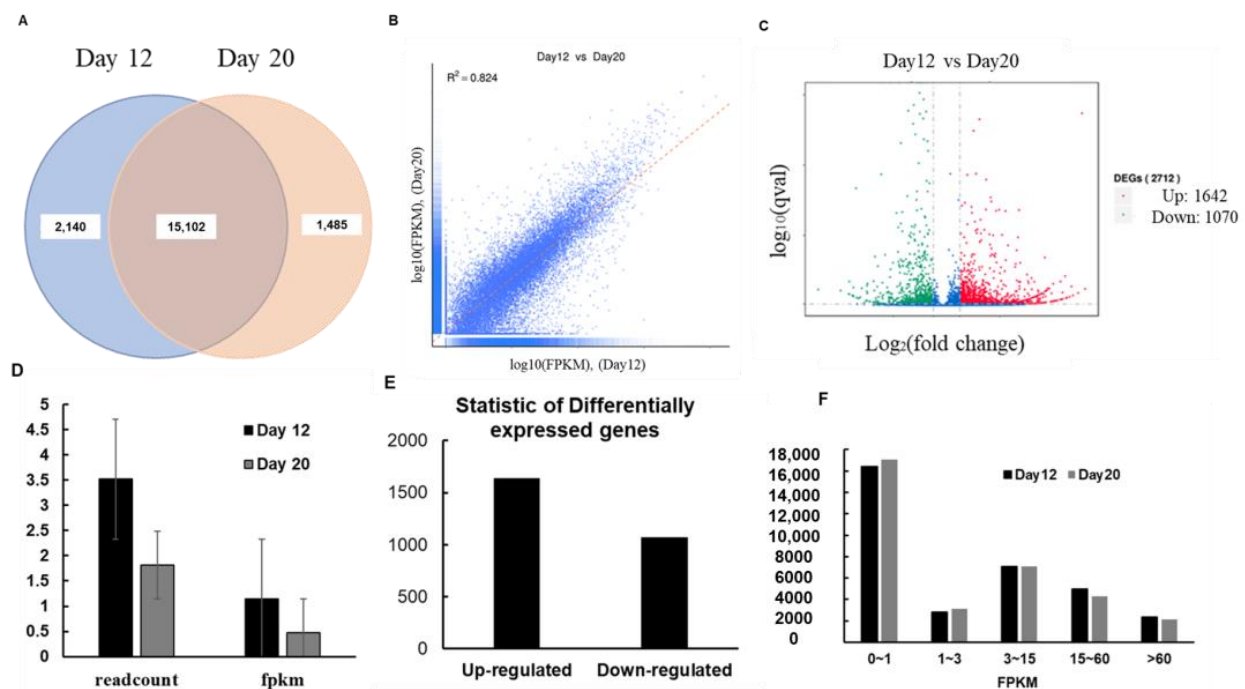 A
Day 12
Day 20
2,140
15,102
1,485
B
Day12 vs Day20
R² = 0.824
log10(FPKM), (Day20)
log10(FPKM), (Day12)
C
Day12 vs Day20
log10(qval)
Log2(fold change)
DEGs ( 2712 )
Up: 1642
Down: 1070
D
5
4.5
4
3.5
3
2.5
2
1.5
1
0.5
0
Day 12
Day 20
readcount
fpkm
E
Statistic of Differentially
expressed genes
2000
1500
1000
500
0
Up-regulated
Down-regulated
F
18,000
16,000
14,000
12,000
10,000
8000
6000
4000
2000
0
Day12
Day20
0~1
1~3
3~15
15~60
>60
FPKM